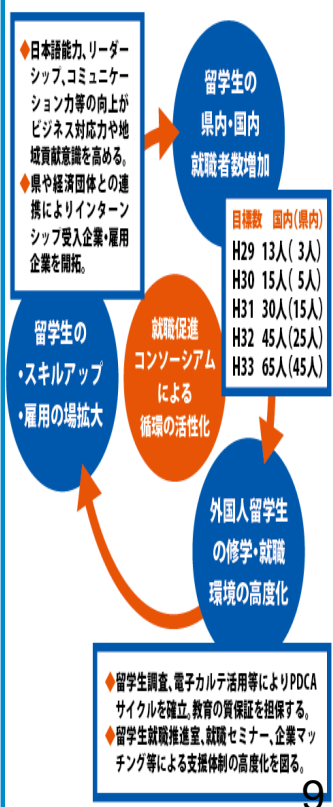 ◆日本語能力、リーダー
シップ、コミュニケー
ション力等の向上が
ビジネス対応力や地
域貢献意識を高める。
◆県や経済団体との連
携によりインターン
シップ受入企業・雇用
企業を開拓。
留学生の
県内・国内
就職者数増加
目標数 国内(県内)
H29 13人( 3人)
H30 15人( 5人)
H31 30人(15人)
H32 45人(25人)
H33 65人(45人)
留学生の
・スキルアップ
・雇用の場拡大
就職促進
コンソーシアム
による
循環の活性化
外国人留学生
の修学・就職
環境の高度化
◆留学生調査、電子カルテ活用等によりPDCA
サイクルを確立。教育の質保証を担保する。
◆留学生就職推進室、就職セミナー、企業マッ
チング等による支援体制の高度化を図る。
9